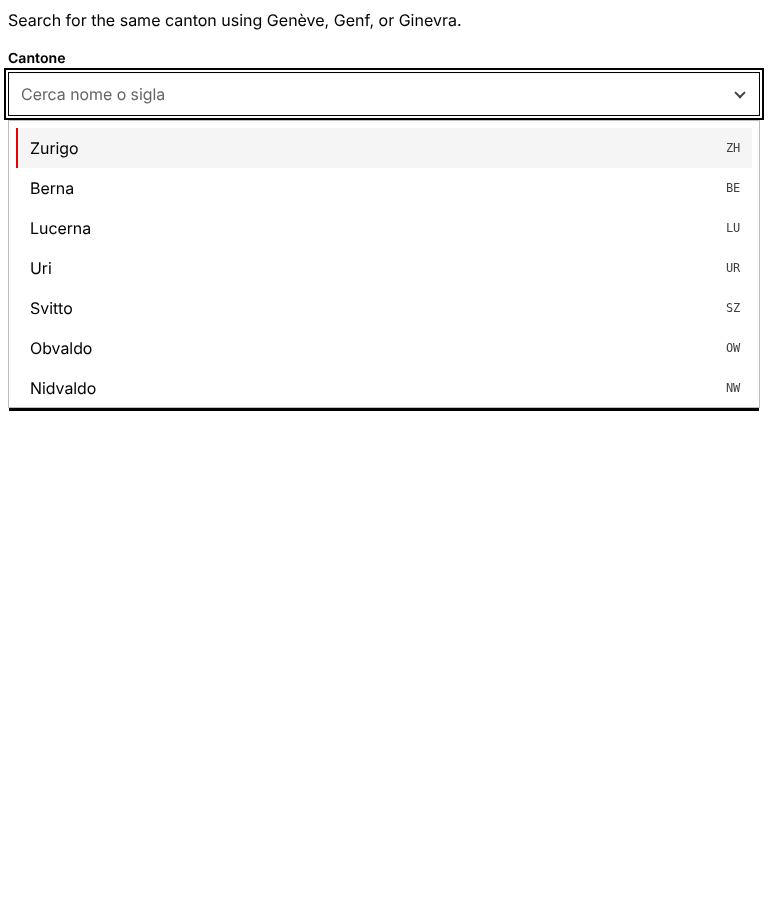 Search for the same canton using Genève, Genf, or Ginevra.
Cantone
Cerca nome o sigla
Zurigo ZH
Berna BE
Lucerna LU
Uri UR
Svitto SZ
Obvaldo OW
Nidvaldo NW